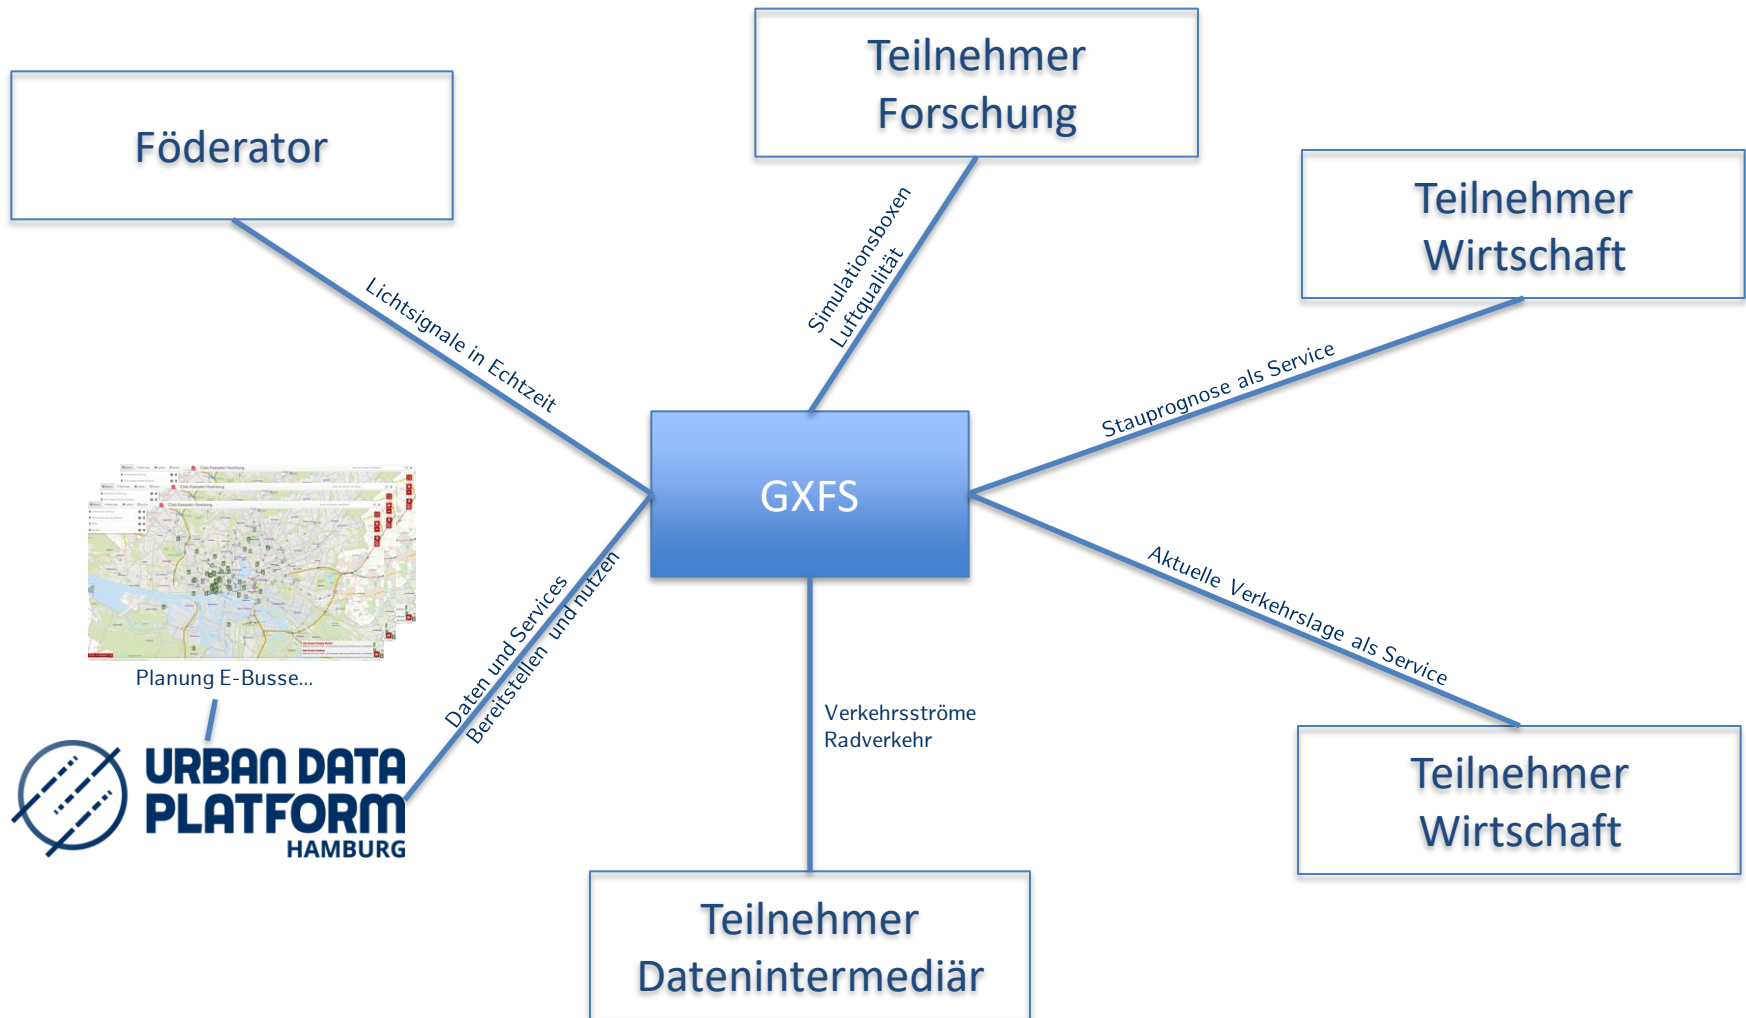 Teilnehmer
Forschung
Föderator
Teilnehmer
Wirtschaft
Simulationsboxen
Luftqualität
Lichtsignale in Echtzeit
Stauprognose als Service
GXFS
Aktuelle Verkehrslage als Service
Daten und Services
Bereitstellen und nutzen
Planung E-Busse...
URBAN DATA
PLATFORM
HAMBURG
Verkehrsströme
Radverkehr
Teilnehmer
Wirtschaft
Teilnehmer
Datenintermediär